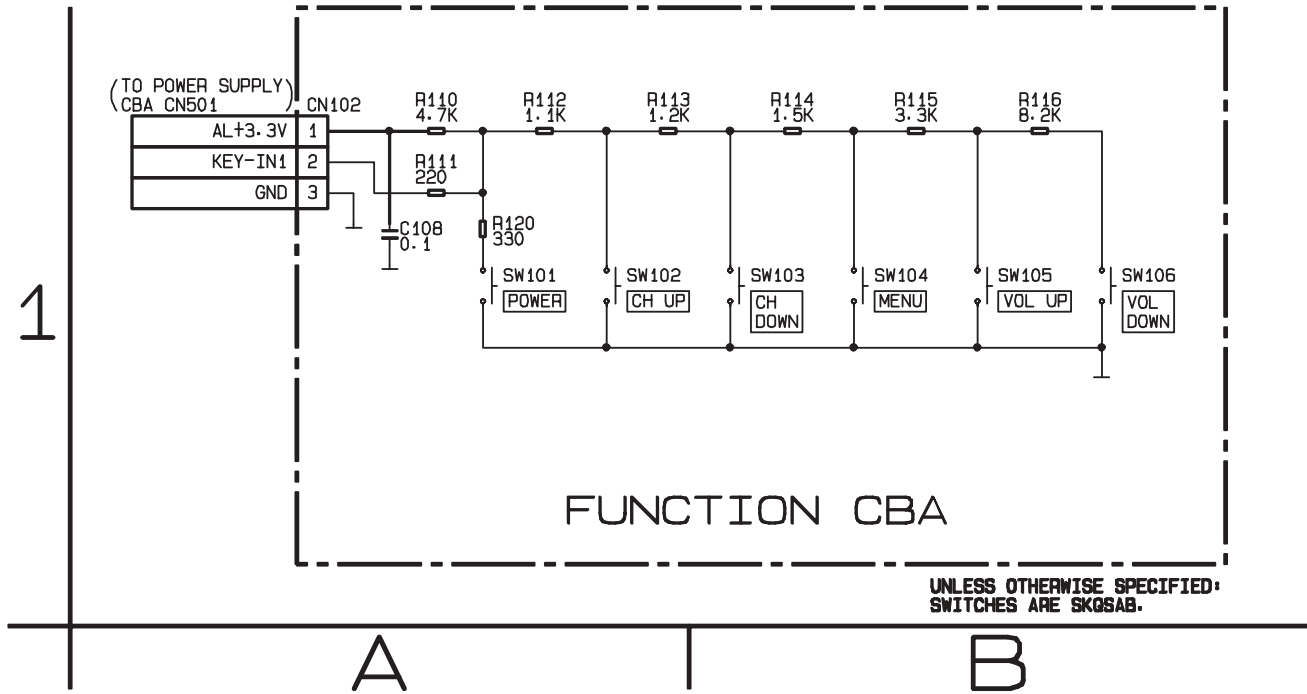 (TO POWER SUPPLY)
CBA CN501
CN102
AL+3.3V 1
KEY-IN1 2
GND 3
R110
4.7K
R112
1.1K
R113
1.2K
R114
1.5K
R115
3.3K
R116
8.2K
R111
220
C108
0.1
R120
330
SW101
POWER
SW102
CH UP
SW103
CH
DOWN
SW104
MENU
SW105
VOL UP
SW106
VOL
DOWN
1
FUNCTION CBA
UNLESS OTHERWISE SPECIFIED:
SWITCHES ARE SKQSAB.
A
B